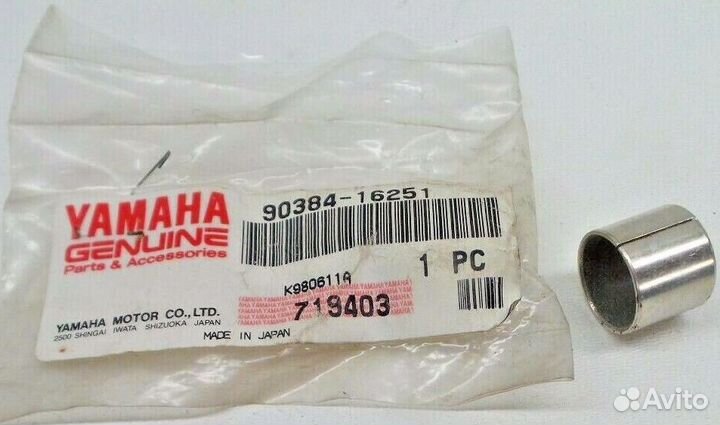 YAMAHA
GENUINE
Parts & Accessories
YAMAHA MOTOR CO., LTD.
2500 SHINGAI IWATA SHIZUOKA JAPAN
90384-16251
1 PC
K980611A
719403
MADE IN JAPAN
Avito